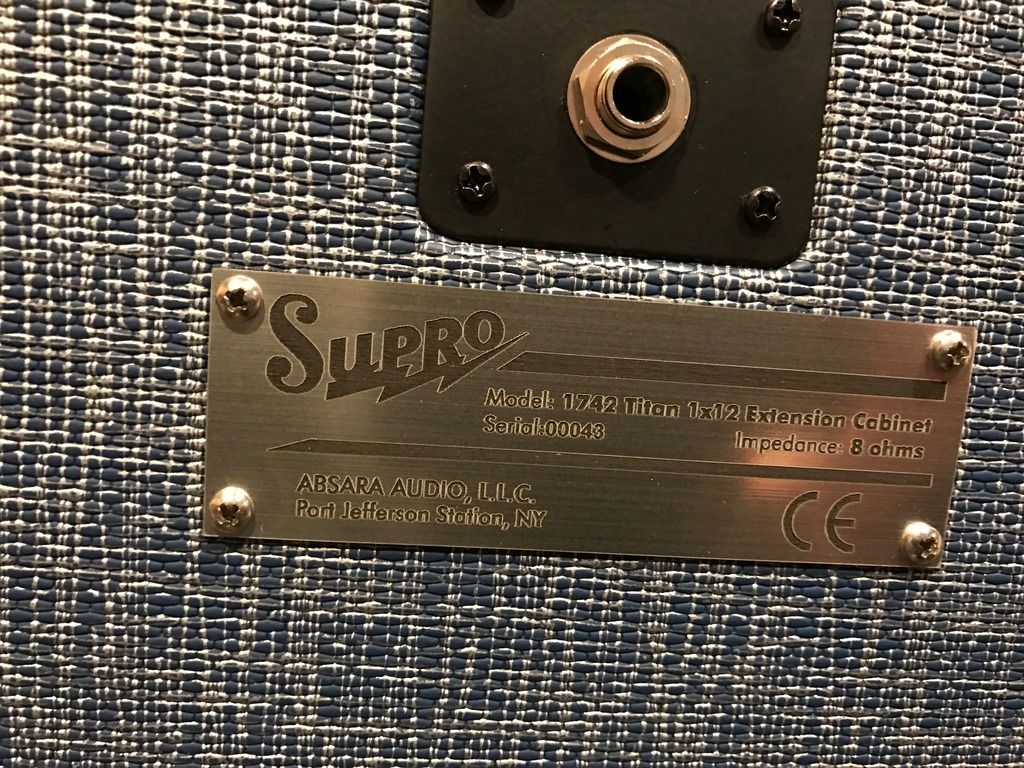 SUPRO
Model: 1742 Titan 1x12 Extension Cabinet
Serial:00043
Impedance: 8 ohms
ABSARA AUDIO, L.L.C.
Port Jefferson Station, NY
CE